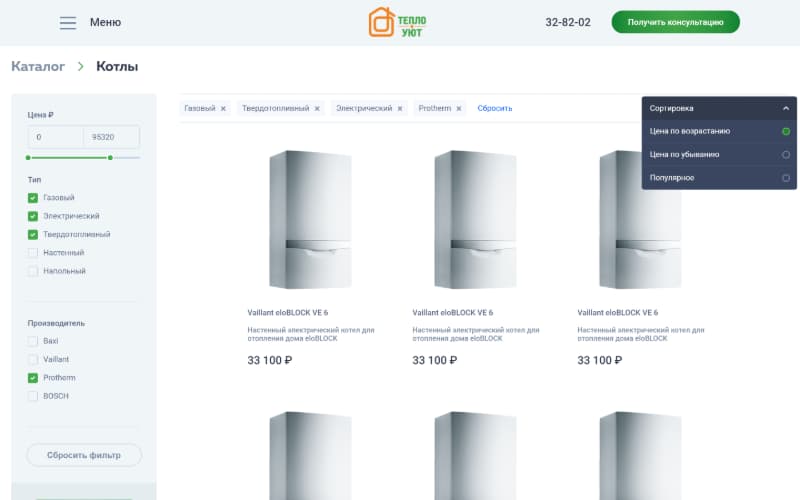 Меню
ТЕПЛО
УЮТ
32-82-02
Получить консультацию
Каталог > Котлы
Цена ₽
0
95320
Тип
Газовый
Электрический
Твердотопливный
Настенный
Напольный
Производитель
Baxi
Vaillant
Protherm
BOSCH
Сбросить фильтр
Газовый × Твердотопливный × Электрический × Protherm × Сбросить
Сортировка
Цена по возрастанию
Цена по убыванию
Популярное
Vaillant eloBLOCK VE 6
Настенный электрический котел для
отопления дома eloBLOCK
33 100 ₽
Vaillant eloBLOCK VE 6
Настенный электрический котел для
отопления дома eloBLOCK
33 100 ₽
Vaillant eloBLOCK VE 6
Настенный электрический котел для
отопления дома eloBLOCK
33 100 ₽